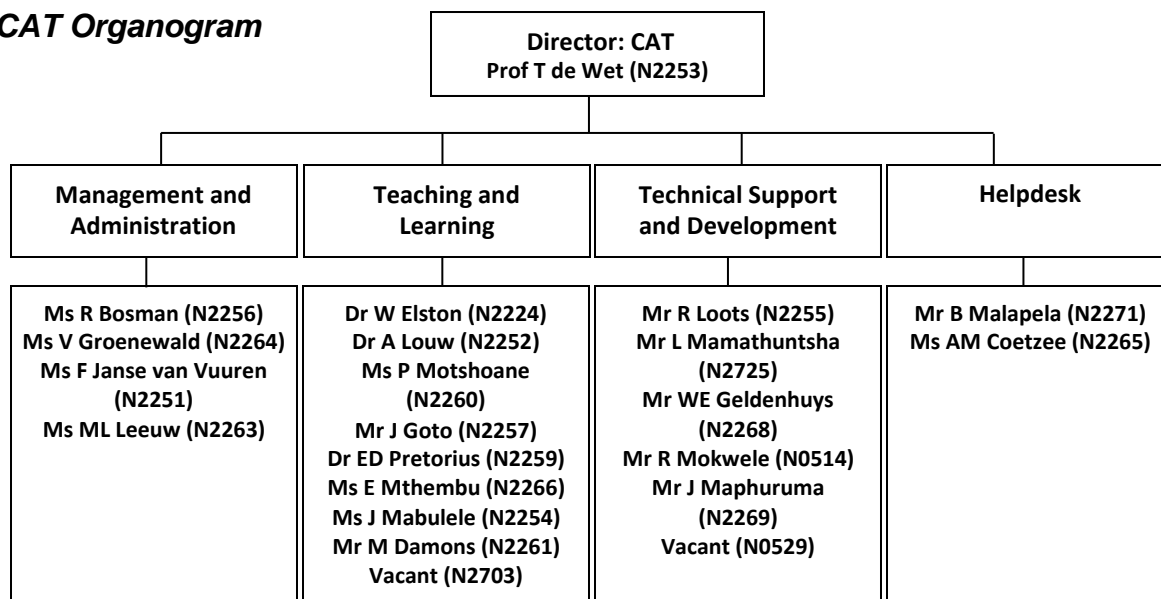 CAT Organogram
Director: CAT
Prof T de Wet (N2253)
Management and
Administration
Teaching and
Learning
Technical Support
and Development
Helpdesk
Ms R Bosman (N2256)
Ms V Groenewald (N2264)
Ms F Janse van Vuuren
(N2251)
Ms ML Leeuw (N2263)
Dr W Elston (N2224)
Dr A Louw (N2252)
Ms P Motshoane
(N2260)
Mr J Goto (N2257)
Dr ED Pretorius (N2259)
Ms E Mthembu (N2266)
Ms J Mabulele (N2254)
Mr M Damons (N2261)
Vacant (N2703)
Mr R Loots (N2255)
Mr L Mamathuntsha
(N2725)
Mr WE Geldenhuys
(N2268)
Mr R Mokwele (N0514)
Mr J Maphuruma
(N2269)
Vacant (N0529)
Mr B Malapela (N2271)
Ms AM Coetzee (N2265)